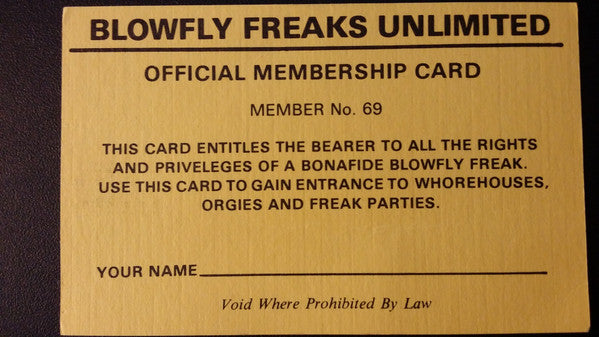 BLOWFLY FREAKS UNLIMITED
OFFICIAL MEMBERSHIP CARD
MEMBER No. 69
THIS CARD ENTITLES THE BEARER TO ALL THE RIGHTS
AND PRIVELEGES OF A BONAFIDE BLOWFLY FREAK.
USE THIS CARD TO GAIN ENTRANCE TO WHOREHOUSES,
ORGIES AND FREAK PARTIES.
YOUR NAME
Void Where Prohibited By Law